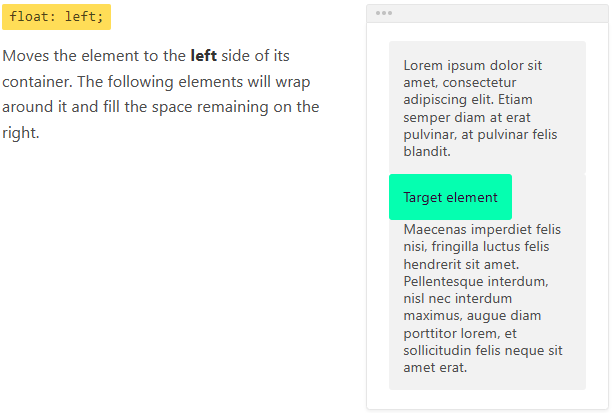 float: left;
Moves the element to the left side of its
container. The following elements will wrap
around it and fill the space remaining on the
right.
Lorem ipsum dolor sit
amet, consectetur
adipiscing elit. Etiam
semper diam at erat
pulvinar, at pulvinar felis
blandit.
Target element
Maecenas imperdiet felis
nisi, fringilla luctus felis
hendrerit sit amet.
Pellentesque interdum,
nisl nec interdum
maximus, augue diam
porttitor lorem, et
sollicitudin felis neque sit
amet erat.